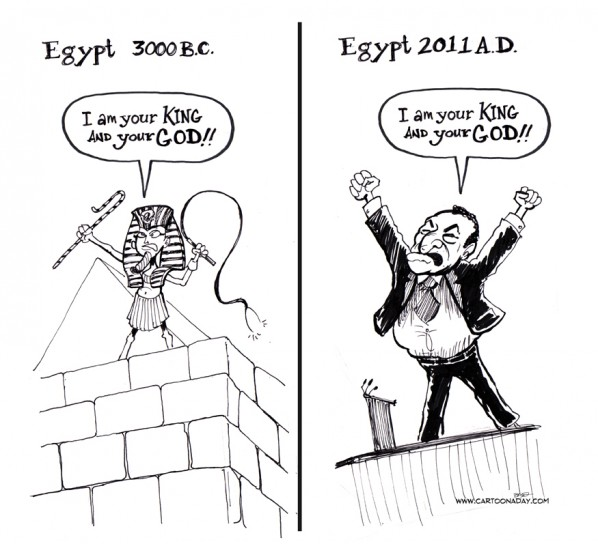 Egypt 3000 B.C.
I am your KING
AND your GOD!!
Egypt 2011 A.D.
I am your KING
AND your GOD!!
WWW.CARTOONADAY.COM